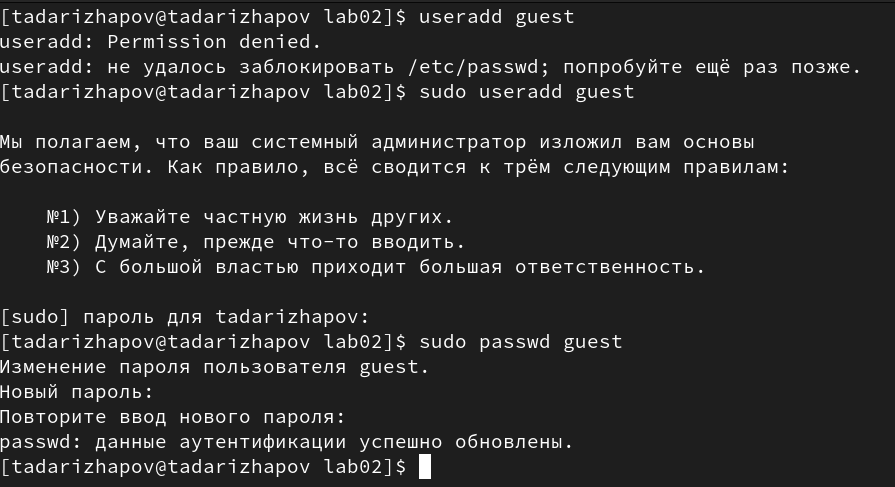 [tadarizhapov@tadarizhapov lab02]$ useradd guest
useradd: Permission denied.
useradd: не удалось заблокировать /etc/passwd; попробуйте ещё раз позже.
[tadarizhapov@tadarizhapov lab02]$ sudo useradd guest
Мы полагаем, что ваш системный администратор изложил вам основы
безопасности. Как правило, всё сводится к трём следующим правилам:
№1) Уважайте частную жизнь других.
№2) Думайте, прежде что-то вводить.
№3) С большой властью приходит большая ответственность.
[sudo] пароль для tadarizhapov:
[tadarizhapov@tadarizhapov lab02]$ sudo passwd guest
Изменение пароля пользователя guest.
Новый пароль:
Повторите ввод нового пароля:
passwd: данные аутентификации успешно обновлены.
[tadarizhapov@tadarizhapov lab02]$